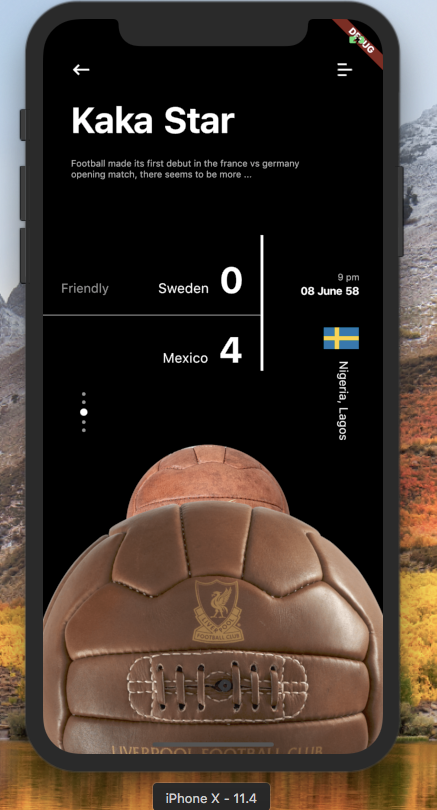 DEBUG
Kaka Star
Football made its first debut in the france vs germany
opening match, there seems to be more ...
9 pm
08 June 58
Friendly
Sweden 0
Mexico 4
Nigeria, Lagos
FOOTBALL CLUB
LIVERPOOL FOOTBALL CLUB
iPhone X - 11.4